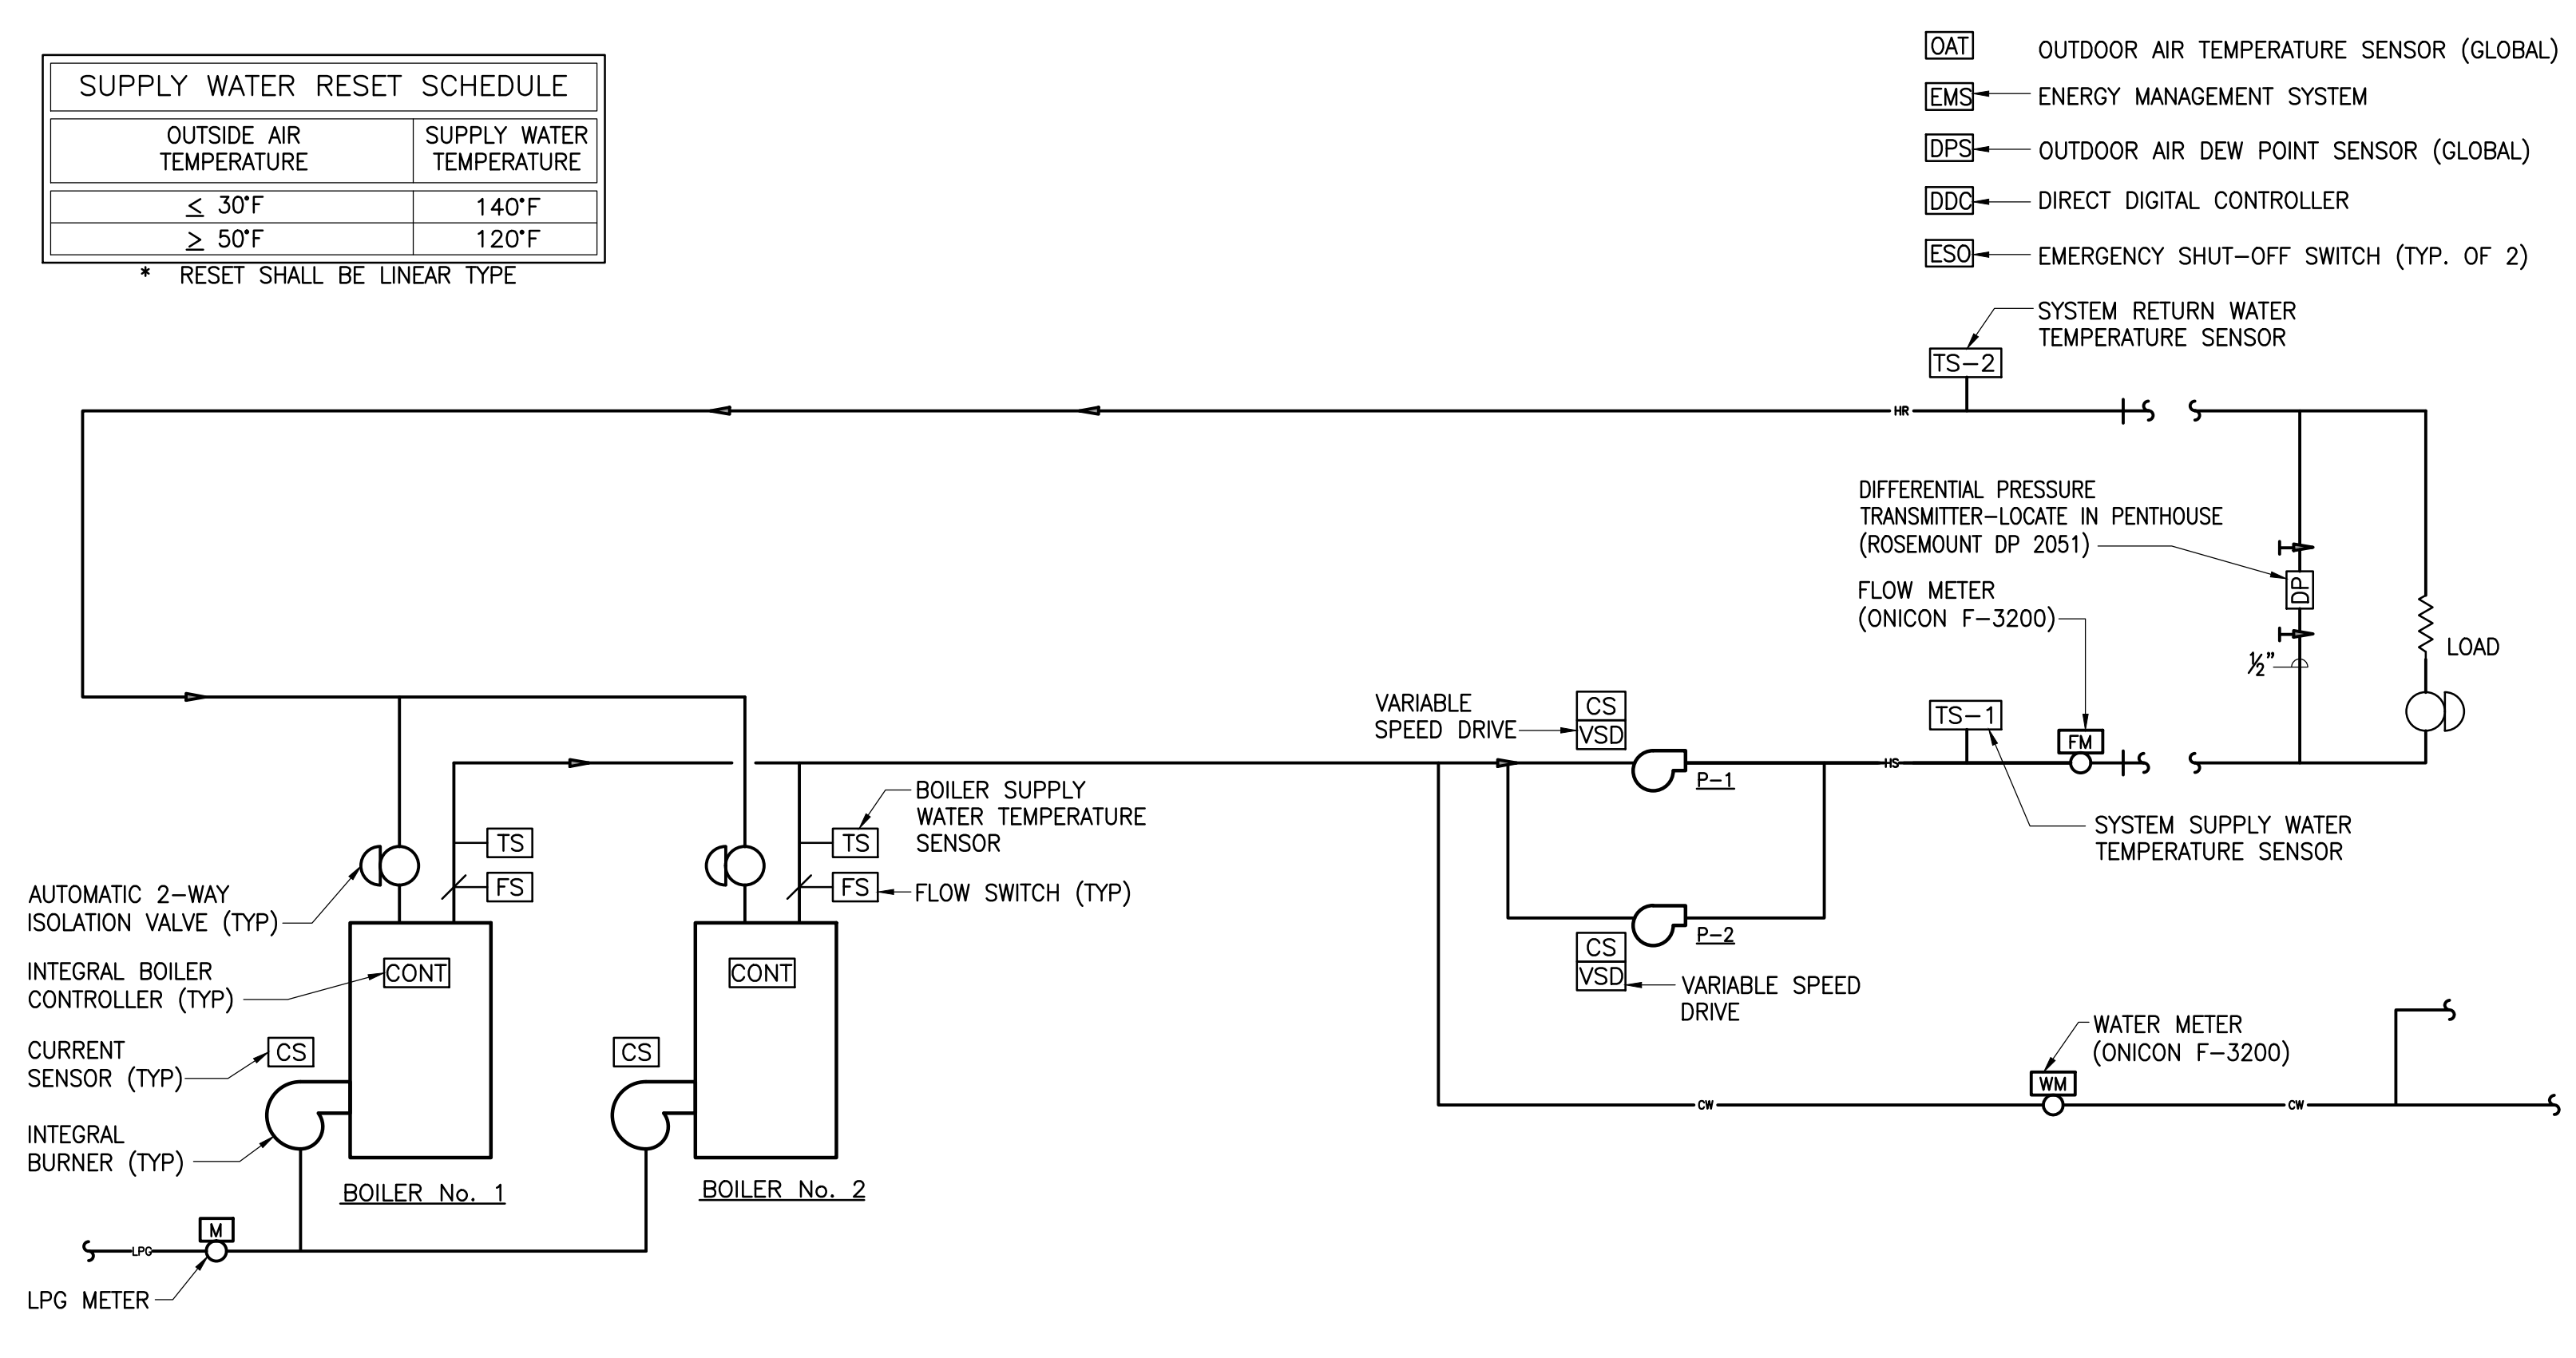 SUPPLY WATER RESET SCHEDULE
OUTSIDE AIR
TEMPERATURE
SUPPLY WATER
TEMPERATURE
≤ 30°F
140°F
≥ 50°F
120°F
* RESET SHALL BE LINEAR TYPE
OAT
OUTDOOR AIR TEMPERATURE SENSOR (GLOBAL)
EMS
ENERGY MANAGEMENT SYSTEM
DPS
OUTDOOR AIR DEW POINT SENSOR (GLOBAL)
DDC
DIRECT DIGITAL CONTROLLER
ESO
EMERGENCY SHUT-OFF SWITCH (TYP. OF 2)
SYSTEM RETURN WATER
TEMPERATURE SENSOR
TS-2
HR
DIFFERENTIAL PRESSURE
TRANSMITTER-LOCATE IN PENTHOUSE
(ROSEMOUNT DP 2051)
DP
FLOW METER
(ONICON F-3200)
LOAD
½"
VARIABLE
SPEED DRIVE
CS
VSD
P-1
TS-1
FM
HS
SYSTEM SUPPLY WATER
TEMPERATURE SENSOR
BOILER SUPPLY
WATER TEMPERATURE
SENSOR
TS
TS
FS
FS
FLOW SWITCH (TYP)
AUTOMATIC 2-WAY
ISOLATION VALVE (TYP)
P-2
CS
VSD
VARIABLE SPEED
DRIVE
INTEGRAL BOILER
CONTROLLER (TYP)
CONT
CONT
CURRENT
SENSOR (TYP)
CS
CS
WATER METER
(ONICON F-3200)
WM
CW
CW
INTEGRAL
BURNER (TYP)
BOILER No. 1
BOILER No. 2
M
LPG
LPG METER